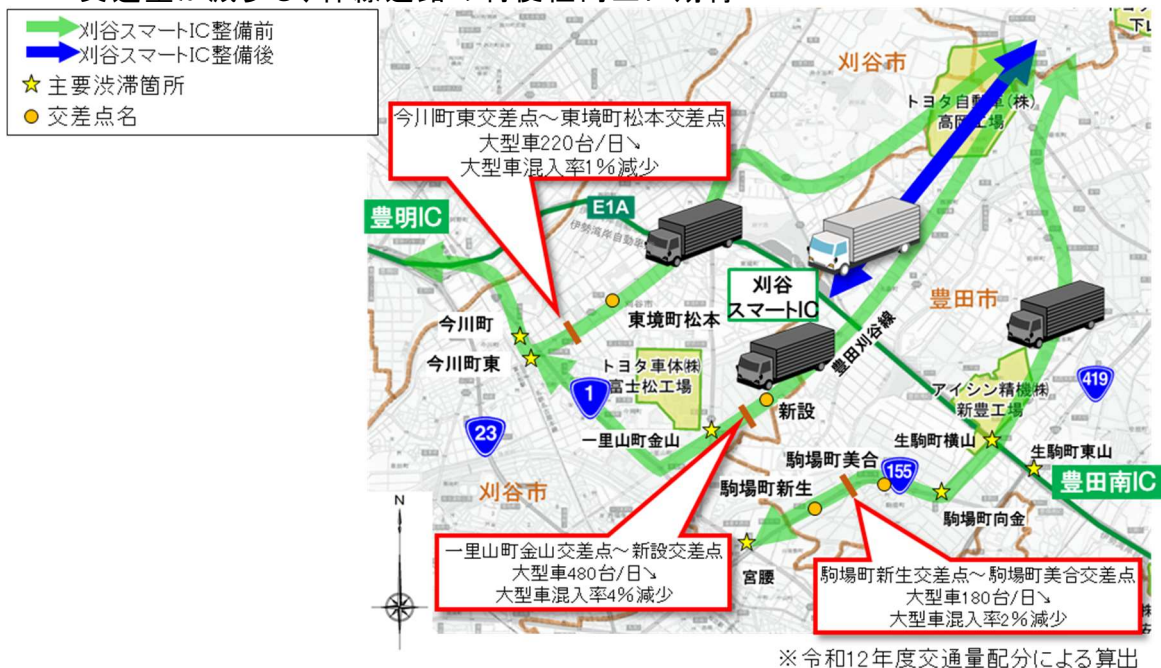 刈谷スマートIC整備前
刈谷スマートIC整備後
主要渋滞箇所
交差点名
刈谷市
トヨタ自動車(株)
高岡工場
今川町東交差点～東境町松本交差点
大型車220台/日↘
大型車混入率1%減少
豊明IC
E1A
伊勢湾岸自動車
刈谷
スマートIC
豊田市
東境町松本
今川町
今川町東
トヨタ車体(株)
富士松工場
豊田刈谷線
1
23
419
アイシン精機(株)
新豊工場
新設
一里山町金山
生駒町横山
生駒町東山
駒場町美合
155
豊田南IC
刈谷市
駒場町新生
駒場町向金
N
宮腰
一里山町金山交差点～新設交差点
大型車480台/日↘
大型車混入率4%減少
駒場町新生交差点～駒場町美合交差点
大型車180台/日↘
大型車混入率2%減少
※令和12年度交通量配分による算出